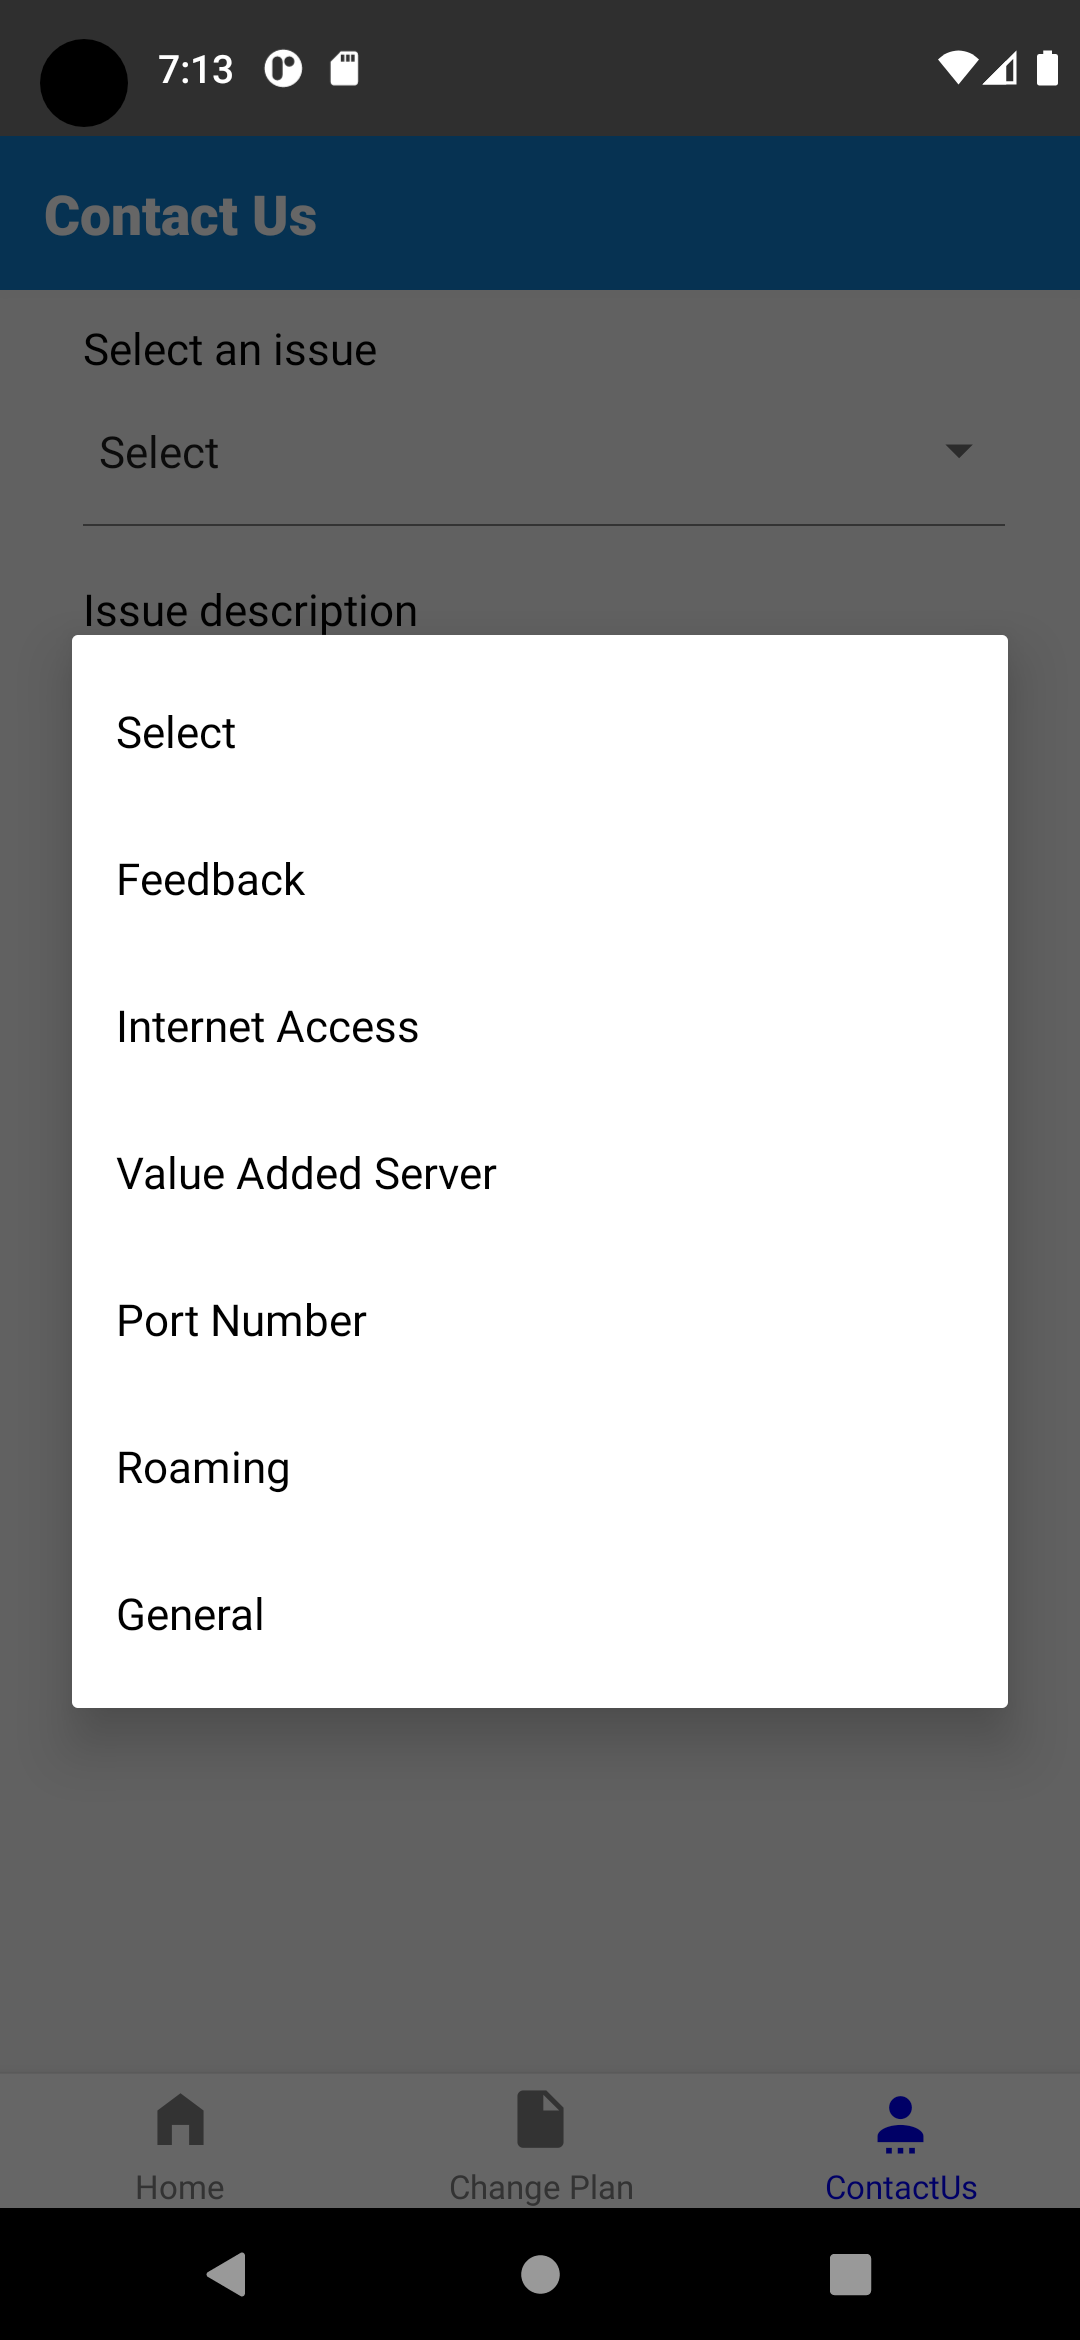 7:13
Contact Us
Select an issue
Select
Issue description
Select
Feedback
Internet Access
Value Added Server
Port Number
Roaming
General
Home
Change Plan
ContactUs